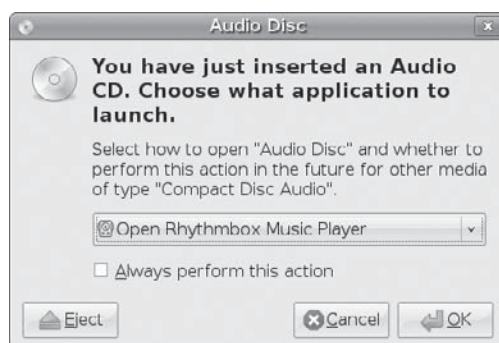 Audio Disc
You have just inserted an Audio
CD. Choose what application to
launch.
Select how to open "Audio Disc" and whether to
perform this action in the future for other media
of type "Compact Disc Audio".
Open Rhythmbox Music Player
Always perform this action
Eject
Cancel
OK